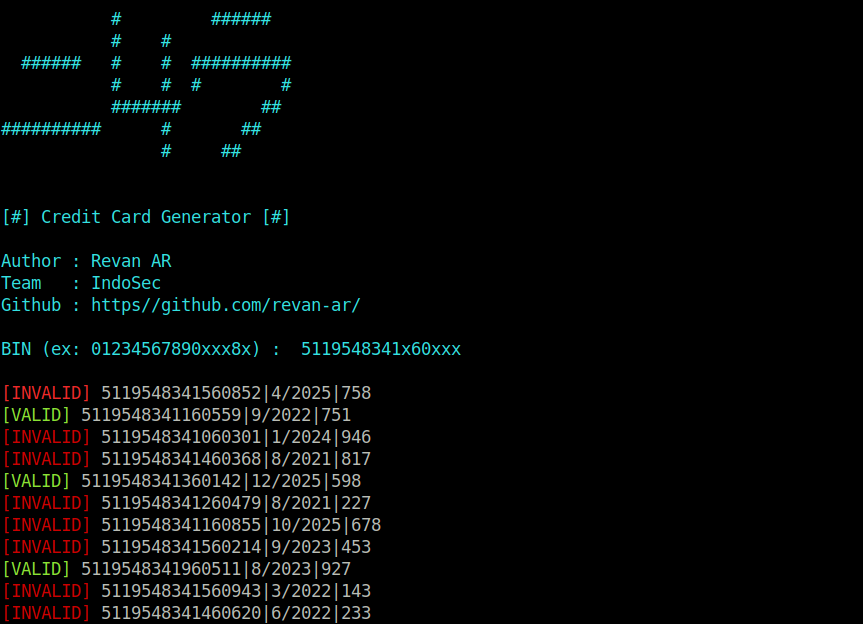 #         ######
           #    #
  ######   #    #  ##########
           #    #  #        #
           #######        ##
##########      #       ##
                #     ##
[#] Credit Card Generator [#]
Author : Revan AR
Team   : IndoSec
Github : https//github.com/revan-ar/
BIN (ex: 01234567890xxx8x) :  5119548341x60xxx
[INVALID] 5119548341560852|4/2025|758
[VALID] 5119548341160559|9/2022|751
[INVALID] 5119548341060301|1/2024|946
[INVALID] 5119548341460368|8/2021|817
[VALID] 5119548341360142|12/2025|598
[INVALID] 5119548341260479|8/2021|227
[INVALID] 5119548341160855|10/2025|678
[INVALID] 5119548341560214|9/2023|453
[VALID] 5119548341960511|8/2023|927
[INVALID] 5119548341560943|3/2022|143
[INVALID] 5119548341460620|6/2022|233